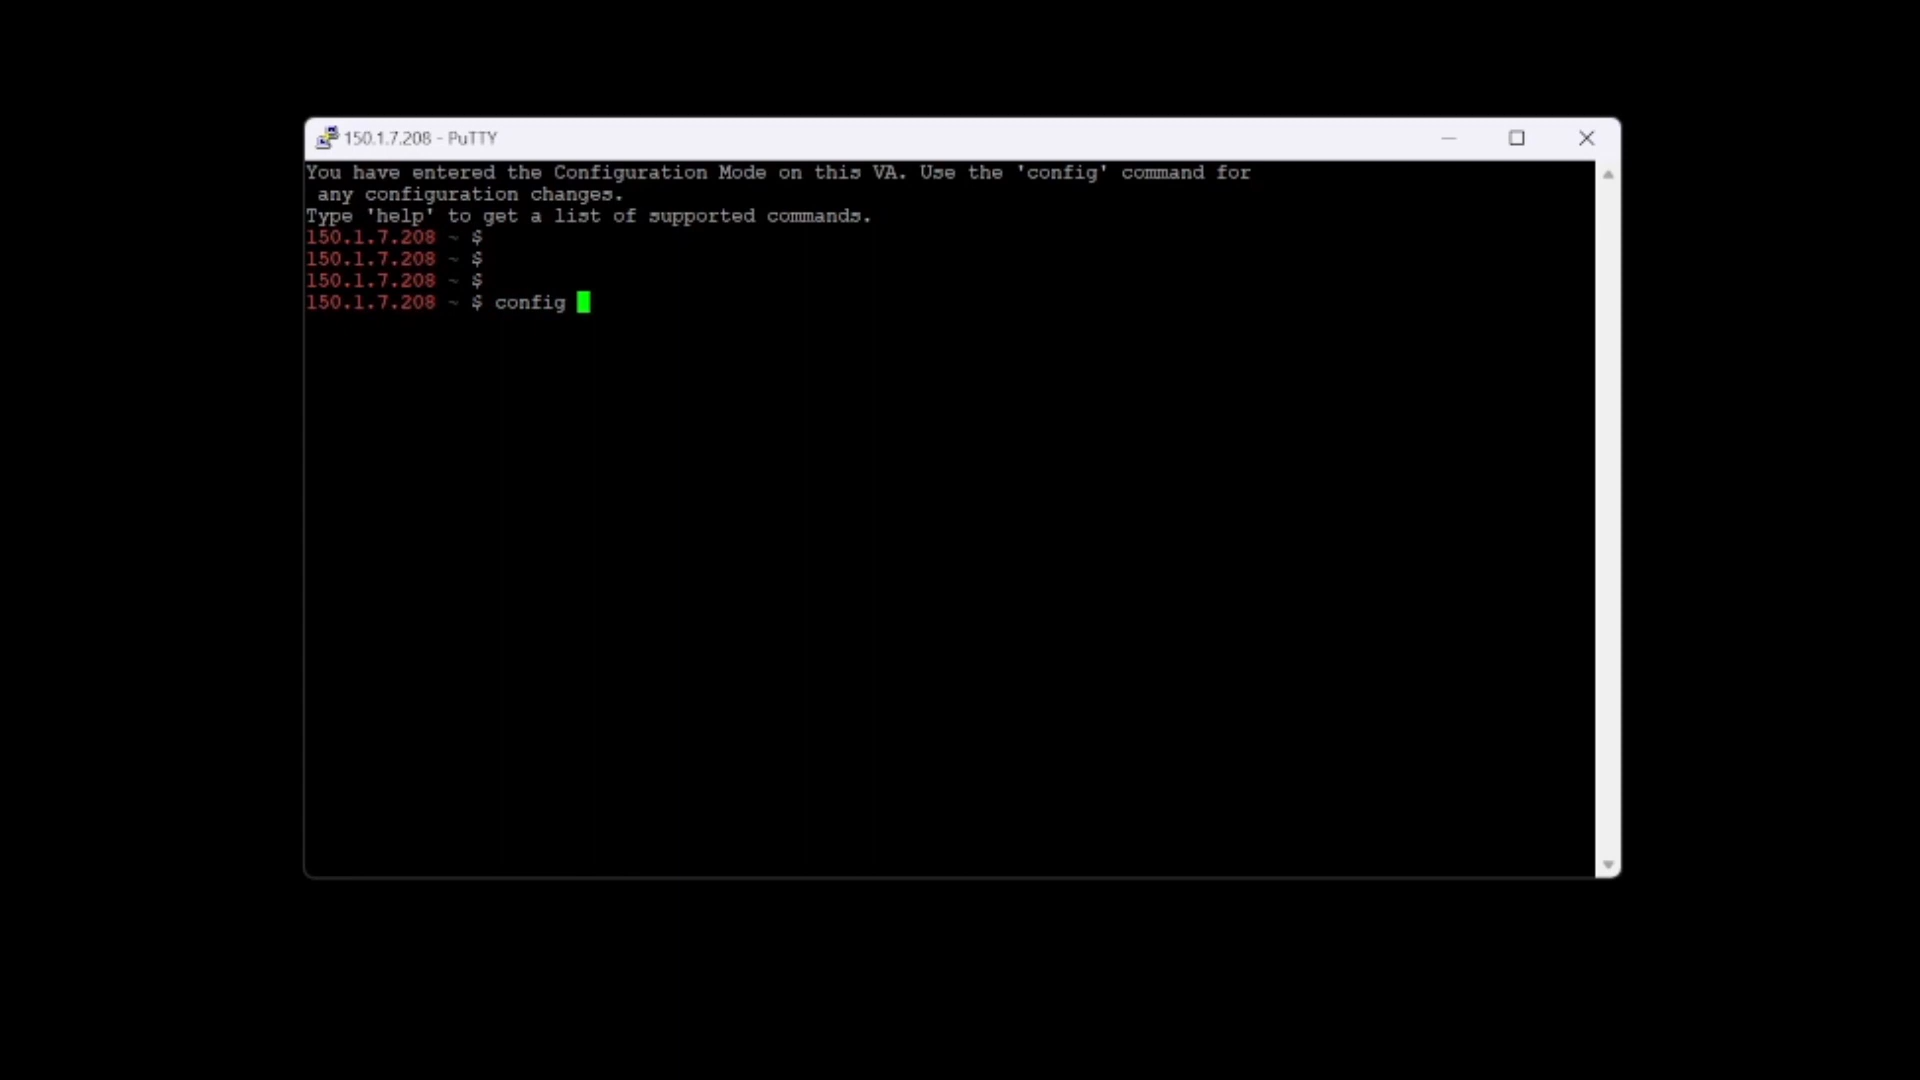 150.1.7.208 - PuTTY
You have entered the Configuration Mode on this VA. Use the 'config' command for
any configuration changes.
Type 'help' to get a list of supported commands.
150.1.7.208 ~ $
150.1.7.208 ~ $
150.1.7.208 ~ $
150.1.7.208 ~ $ config